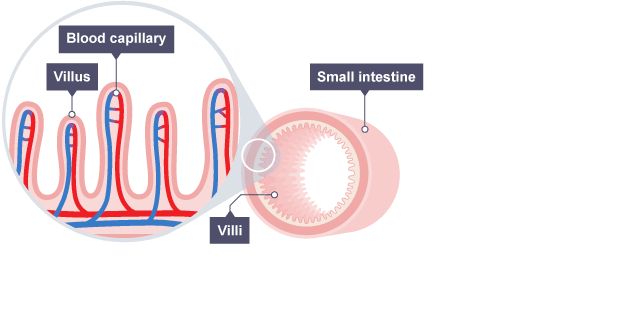 Blood capillary
Villus
Small intestine
Villi